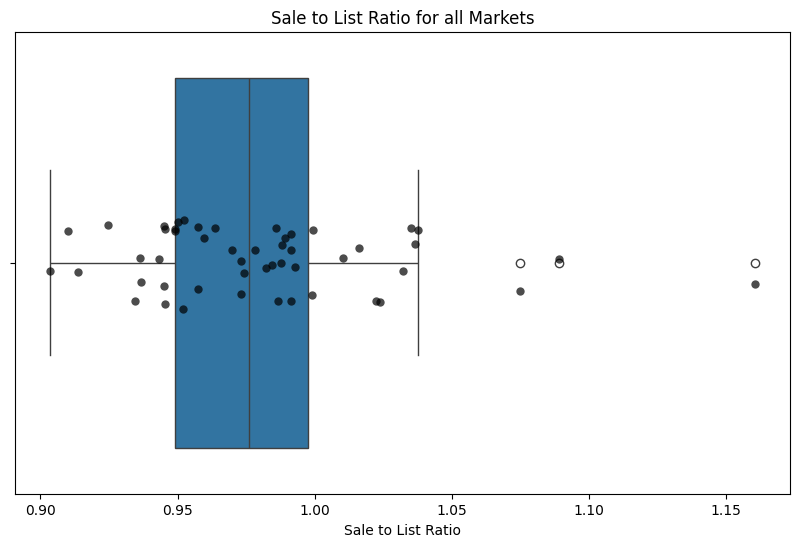 Sale to List Ratio for all Markets
0.90 0.95 1.00 1.05 1.10 1.15
Sale to List Ratio